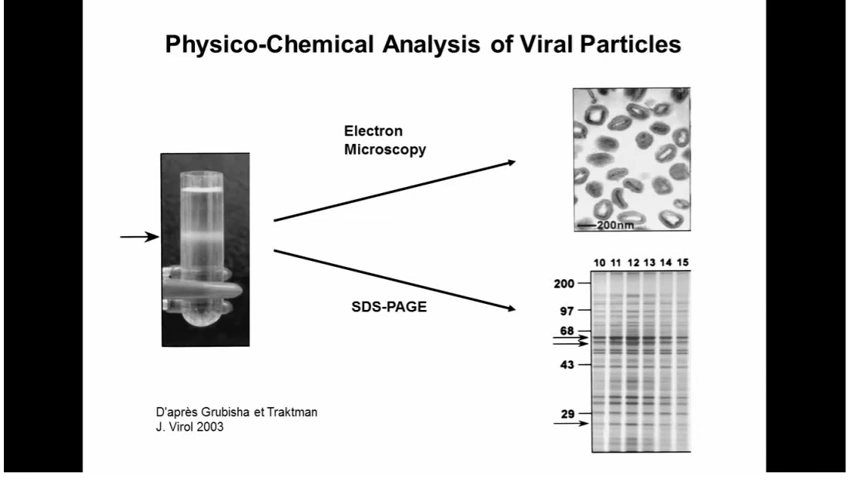 Physico-Chemical Analysis of Viral Particles
Electron
Microscopy
200nm
SDS-PAGE
10 11 12 13 14 15
200
97
68
43
29
D'après Grubisha et Traktman
J. Virol 2003